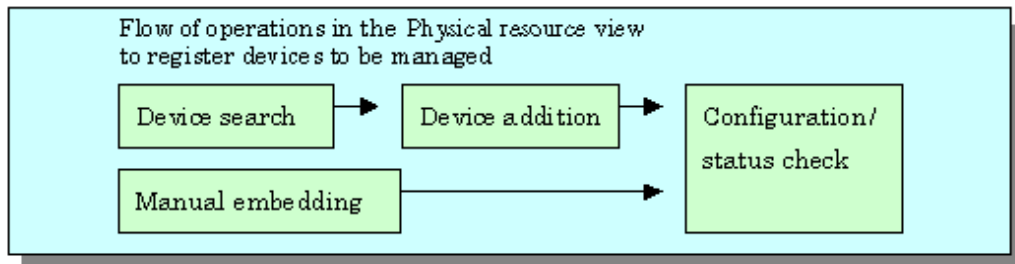 Flow of operations in the Physical resource view
to register devices to be managed
Device search
Device addition
Configuration/
status check
Manual embedding